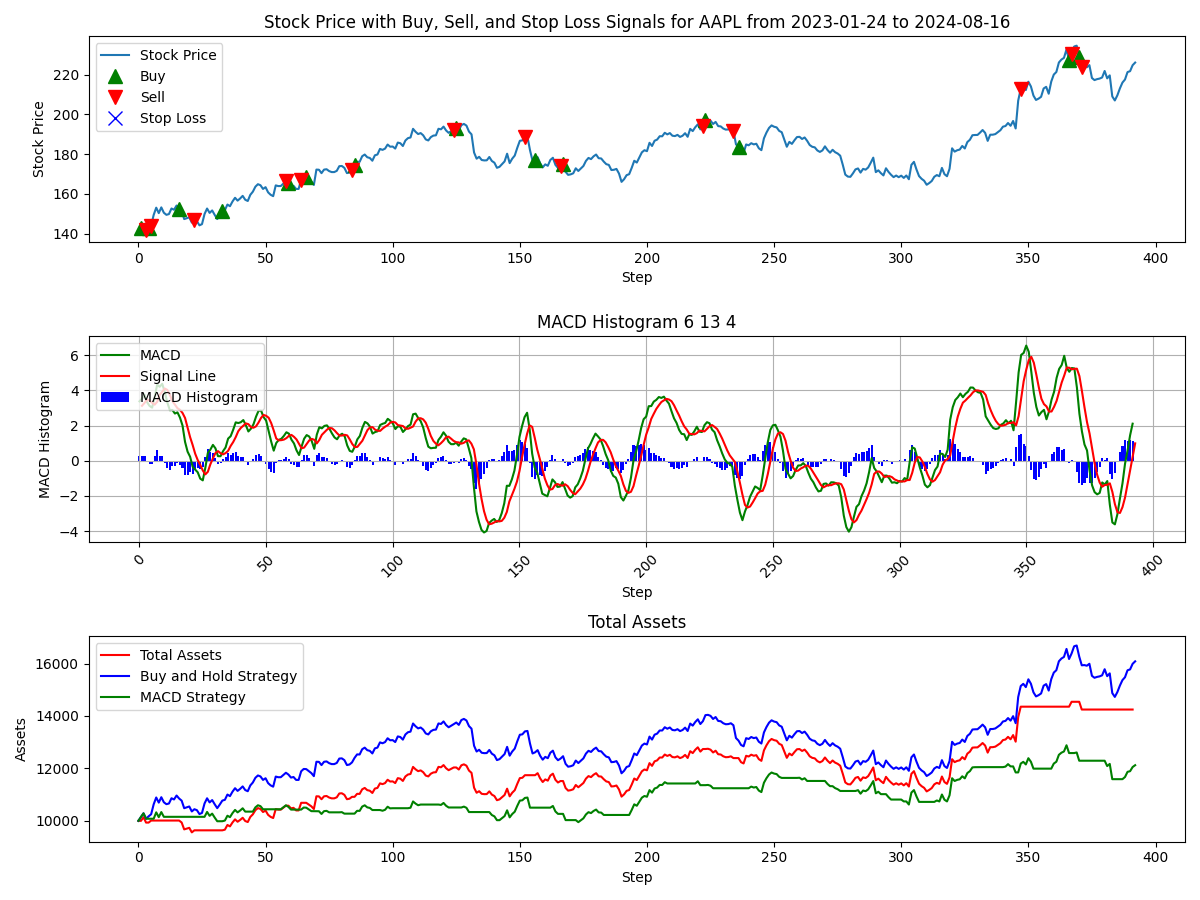 Stock Price with Buy, Sell, and Stop Loss Signals for AAPL from 2023-01-24 to 2024-08-16
Stock Price
Buy
Sell
Stop Loss
Stock Price
220
200
180
160
140
0 50 100 150 200 250 300 350 400
Step
MACD Histogram 6 13 4
MACD
Signal Line
MACD Histogram
MACD Histogram
6
4
2
0
−2
−4
0 50 100 150 200 250 300 350 400
Step
Total Assets
Total Assets
Buy and Hold Strategy
MACD Strategy
Assets
16000
14000
12000
10000
0 50 100 150 200 250 300 350 400
Step